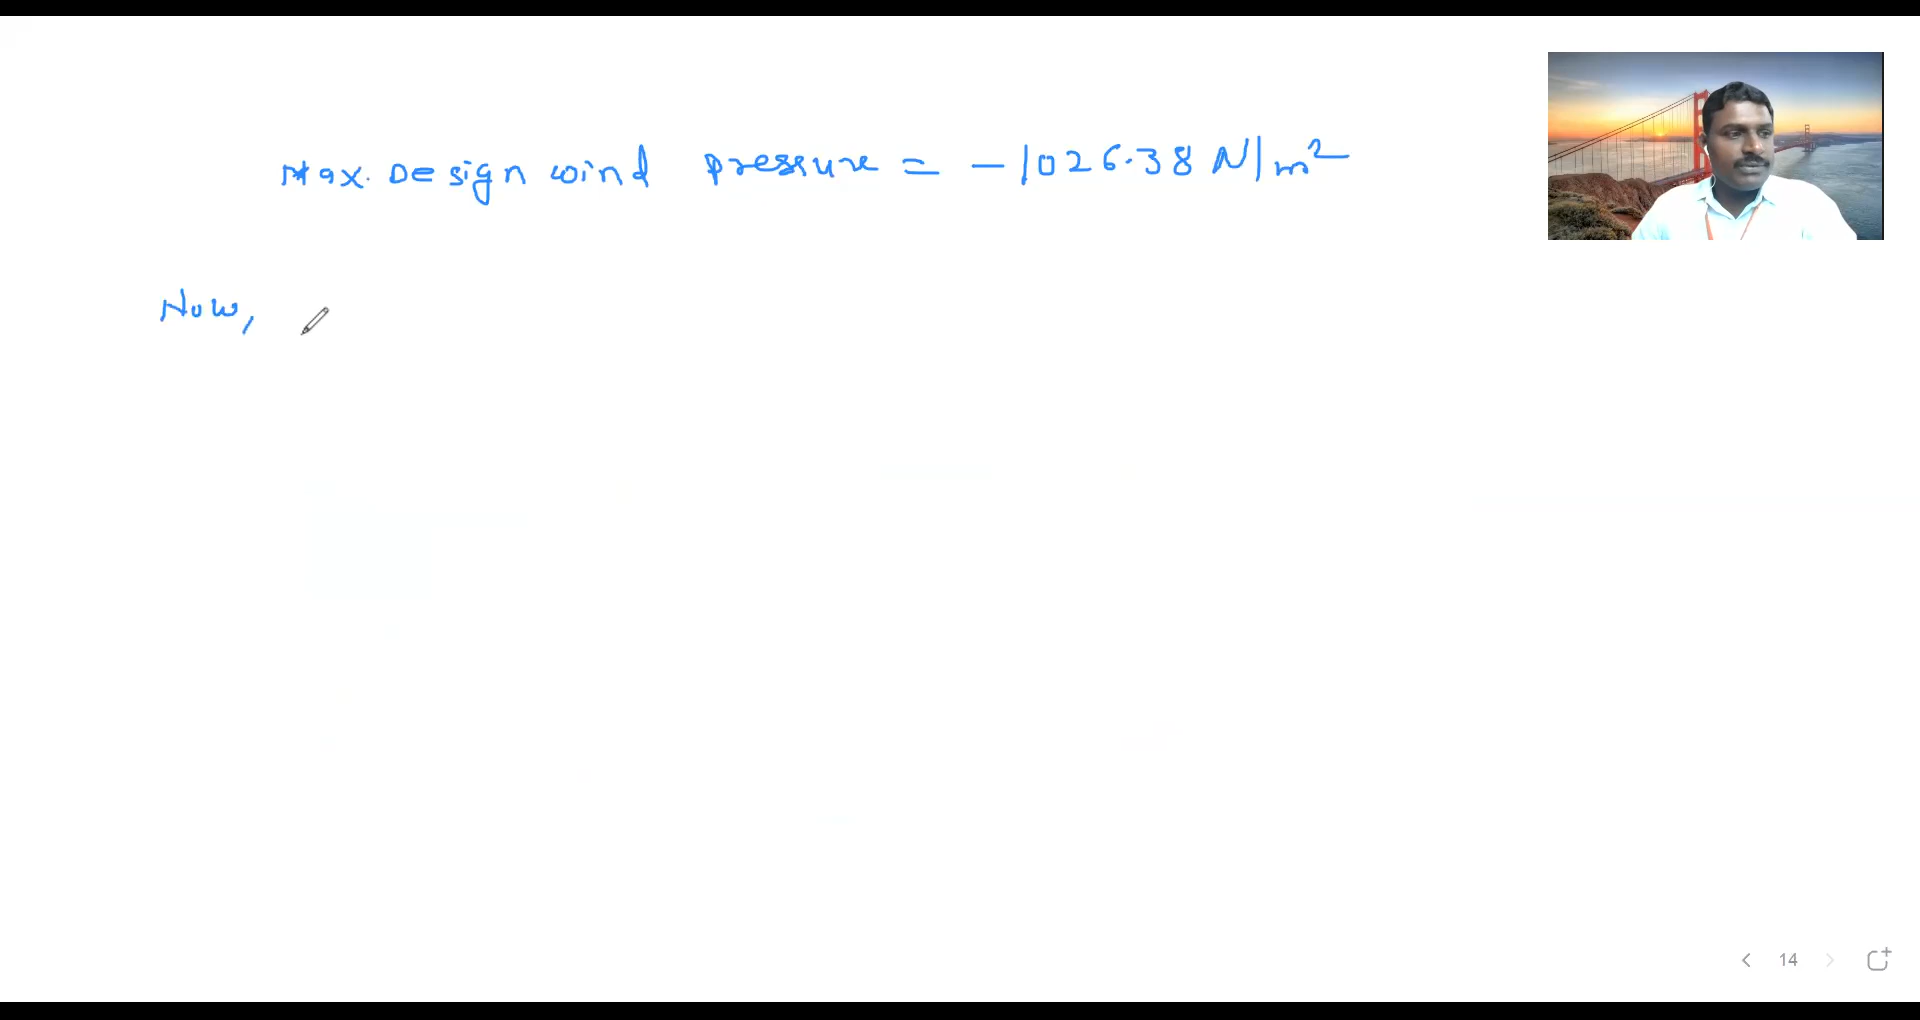 Max. Design wind pressure = -1026.38 N/m²
Now,
14